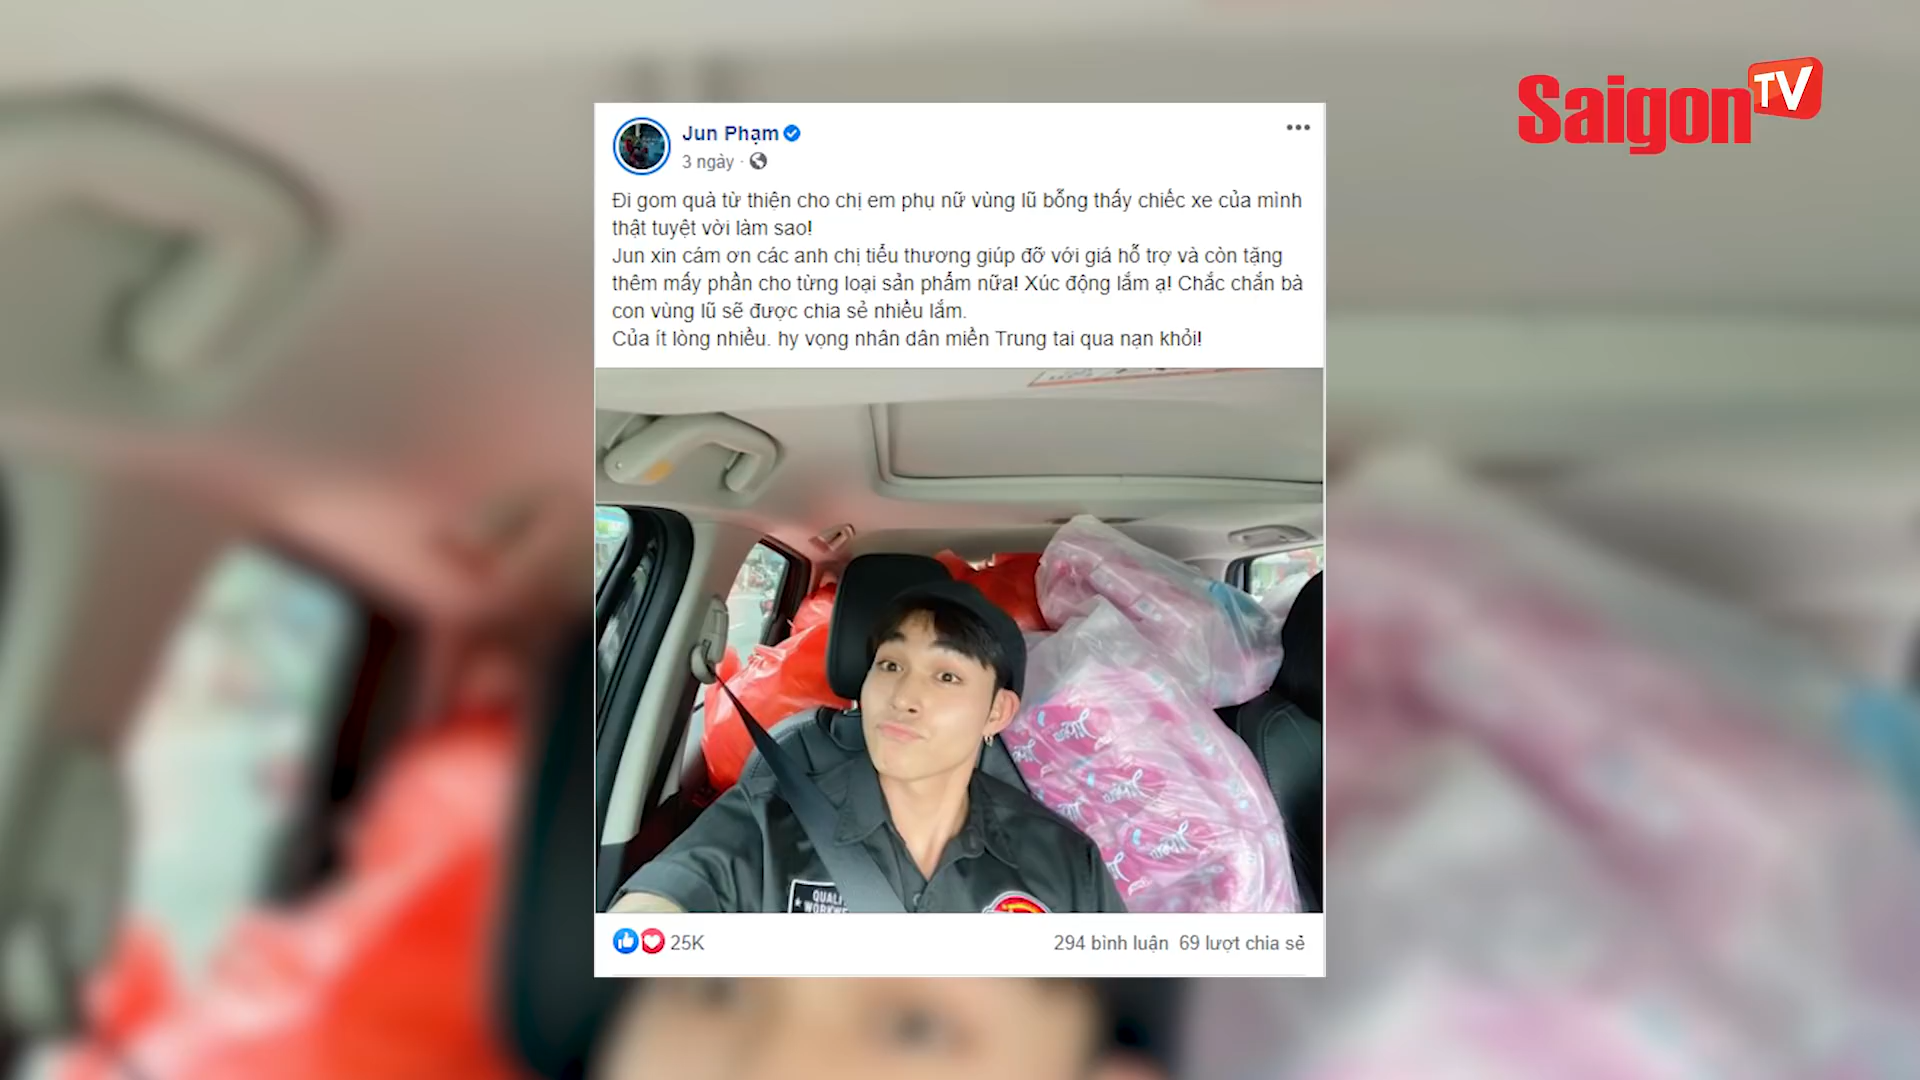 Saigon TV
Jun Phạm
3 ngày ·
Đi gom quà từ thiện cho chị em phụ nữ vùng lũ bỗng thấy chiếc xe của mình
thật tuyệt vời làm sao!
Jun xin cám ơn các anh chị tiểu thương giúp đỡ với giá hỗ trợ và còn tặng
thêm mấy phần cho từng loại sản phẩm nữa! Xúc động lắm ạ! Chắc chắn bà
con vùng lũ sẽ được chia sẻ nhiều lắm.
Của ít lòng nhiều. hy vọng nhân dân miền Trung tai qua nạn khỏi!
25K
294 bình luận 69 lượt chia sẻ